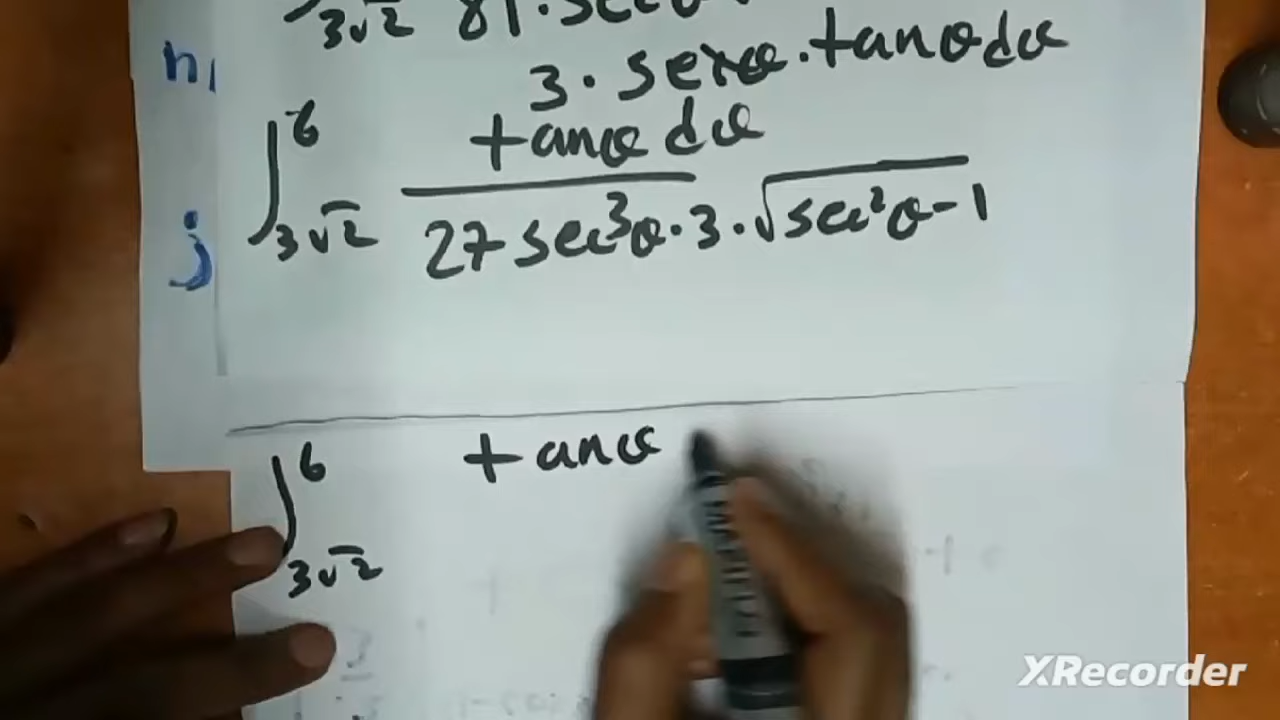 3√2 81·sec
3·secθ·tanθdθ
n
∫6 tanθdθ
3√2 27sec³θ·3·√sec²θ-1
j
∫6 tanθ
3√2
XRecorder